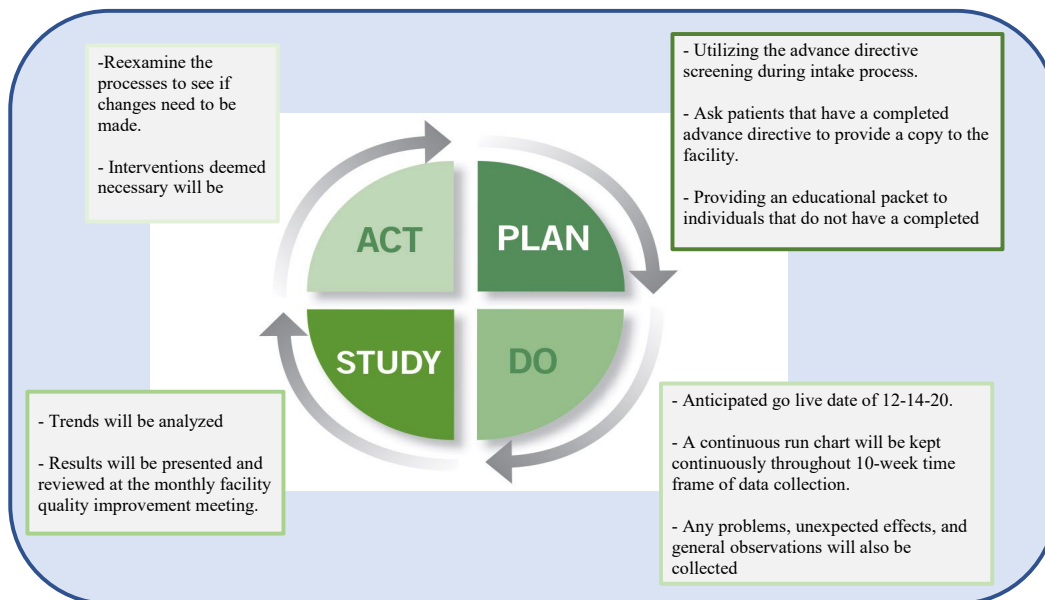 -Reexamine the
processes to see if
changes need to be
made.
- Interventions deemed
necessary will be
- Utilizing the advance directive
screening during intake process.
- Ask patients that have a completed
advance directive to provide a copy to the
facility.
- Providing an educational packet to
individuals that do not have a completed
ACT
PLAN
STUDY
DO
- Trends will be analyzed
- Results will be presented and
reviewed at the monthly facility
quality improvement meeting.
- Anticipated go live date of 12-14-20.
- A continuous run chart will be kept
continuously throughout 10-week time
frame of data collection.
- Any problems, unexpected effects, and
general observations will also be
collected